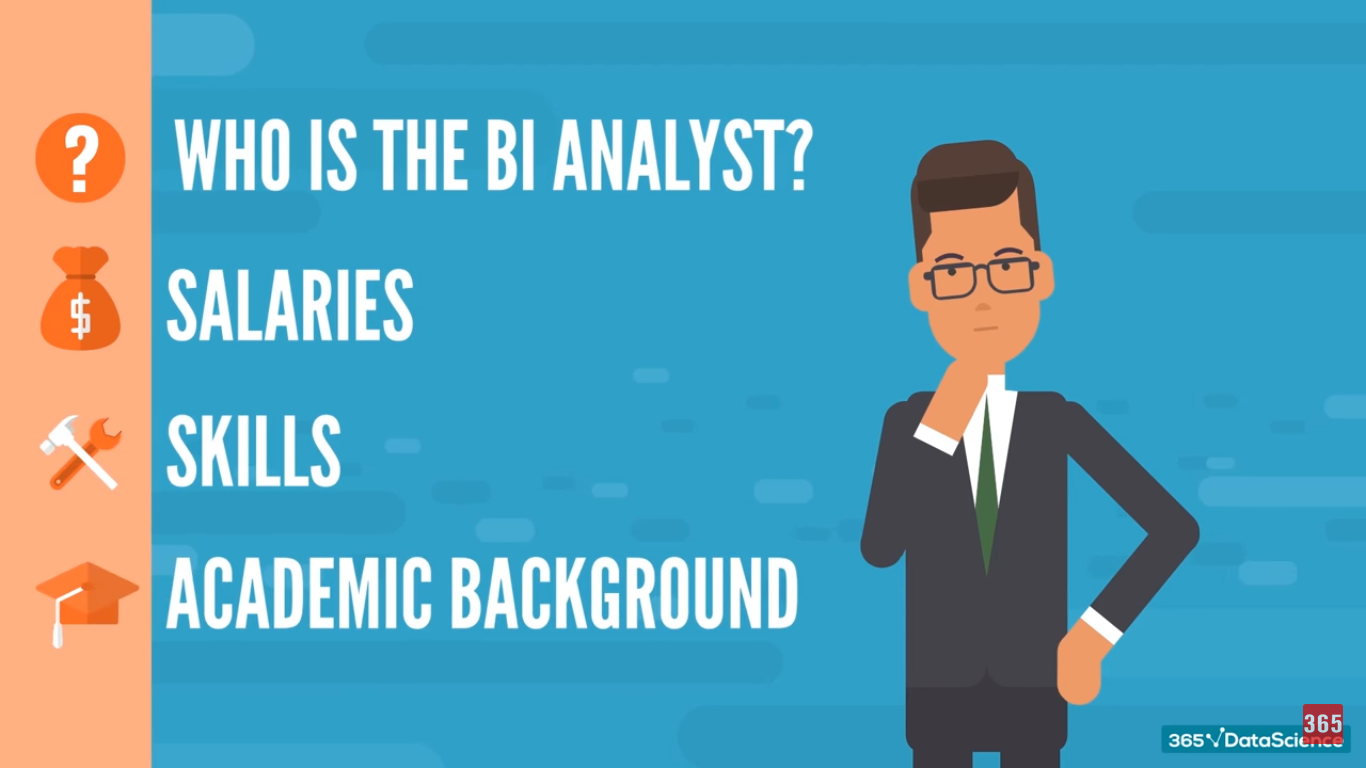 ?
WHO IS THE BI ANALYST?
$
SALARIES
SKILLS
ACADEMIC BACKGROUND
365
365 DataScience